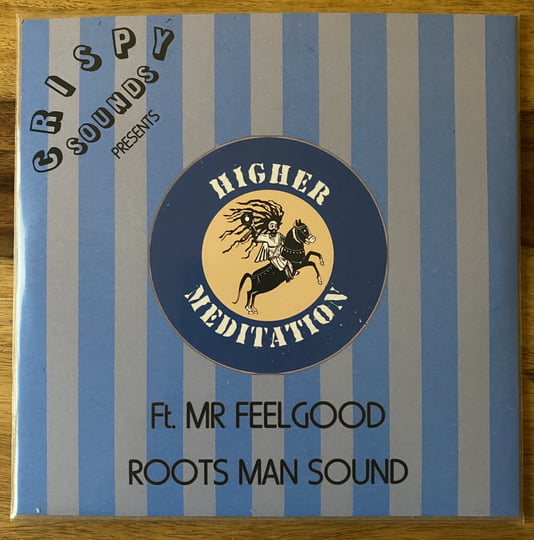 CRISPY
SOUNDS
PRESENTS
HIGHER
MEDITATION
Ft. MR FEELGOOD
ROOTS MAN SOUND